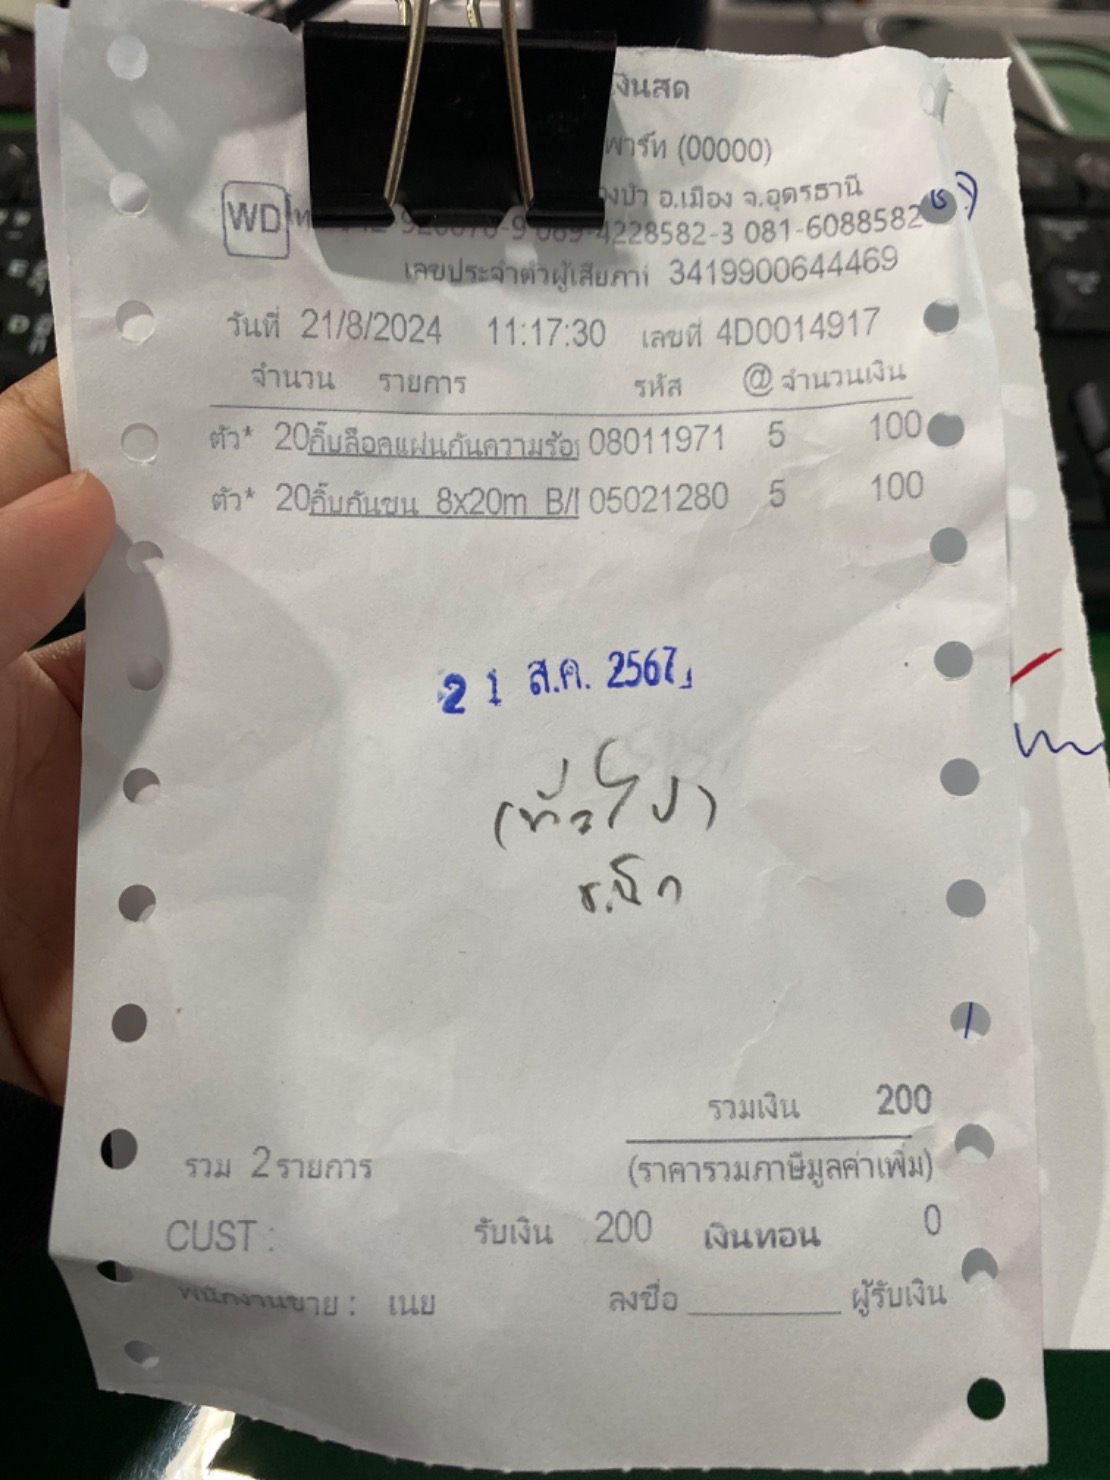 เงินสด
พาร์ท (00000)
อ.เมือง จ.อุดรธานี
WD 4228582-3 081-6088582
เลขประจำตัวผู้เสียภาษี 3419900644469
วันที่ 21/8/2024 11:17:30 เลขที่ 4D0014917
จำนวน รายการ รหัส @ จำนวนเงิน
ตัว* 20 กิ๊บล็อคแผ่นกันความร้อ 08011971 5 100
ตัว* 20 กิ๊บกันชน 8x20m B/I 05021280 5 100
21 ส.ค. 2567
(ทั่วไป)
รวมเงิน 200
รวม 2 รายการ (ราคารวมภาษีมูลค่าเพิ่ม)
CUST : รับเงิน 200 เงินทอน 0
พนักงานขาย : เนย ลงชื่อ ผู้รับเงิน